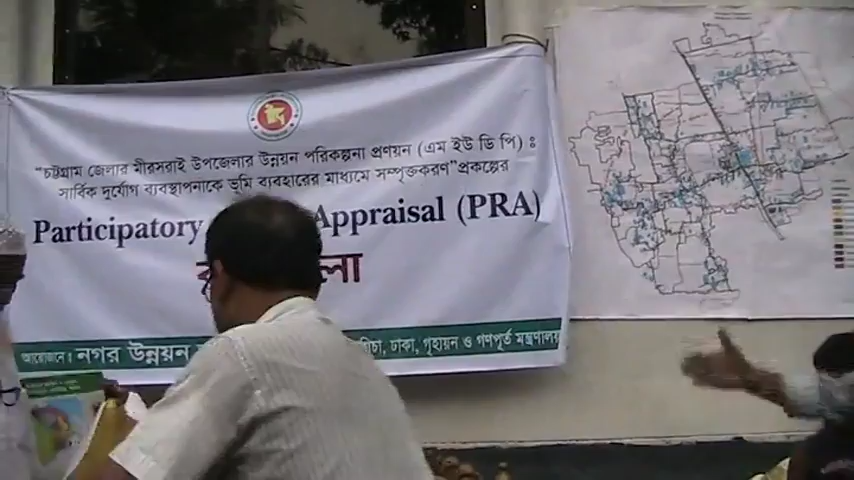 "চট্টগ্রাম জেলার মীরসরাই উপজেলার উন্নয়ন পরিকল্পনা প্রণয়ন (এম ইউ ডি পি) :
সার্বিক দুর্যোগ ব্যবস্থাপনাকে ভূমি ব্যবহারের মাধ্যমে সম্পৃক্তকরণ" প্রকল্পের
Participatory Appraisal (PRA)
লা
আয়োজনে : নগর উন্নয়ন ঢাকা, গৃহায়ন ও গণপূর্ত মন্ত্রণালয়